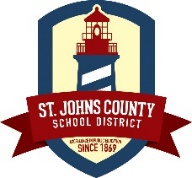 ST. JOHNS COUNTY
SCHOOL DISTRICT
SINCE 1869